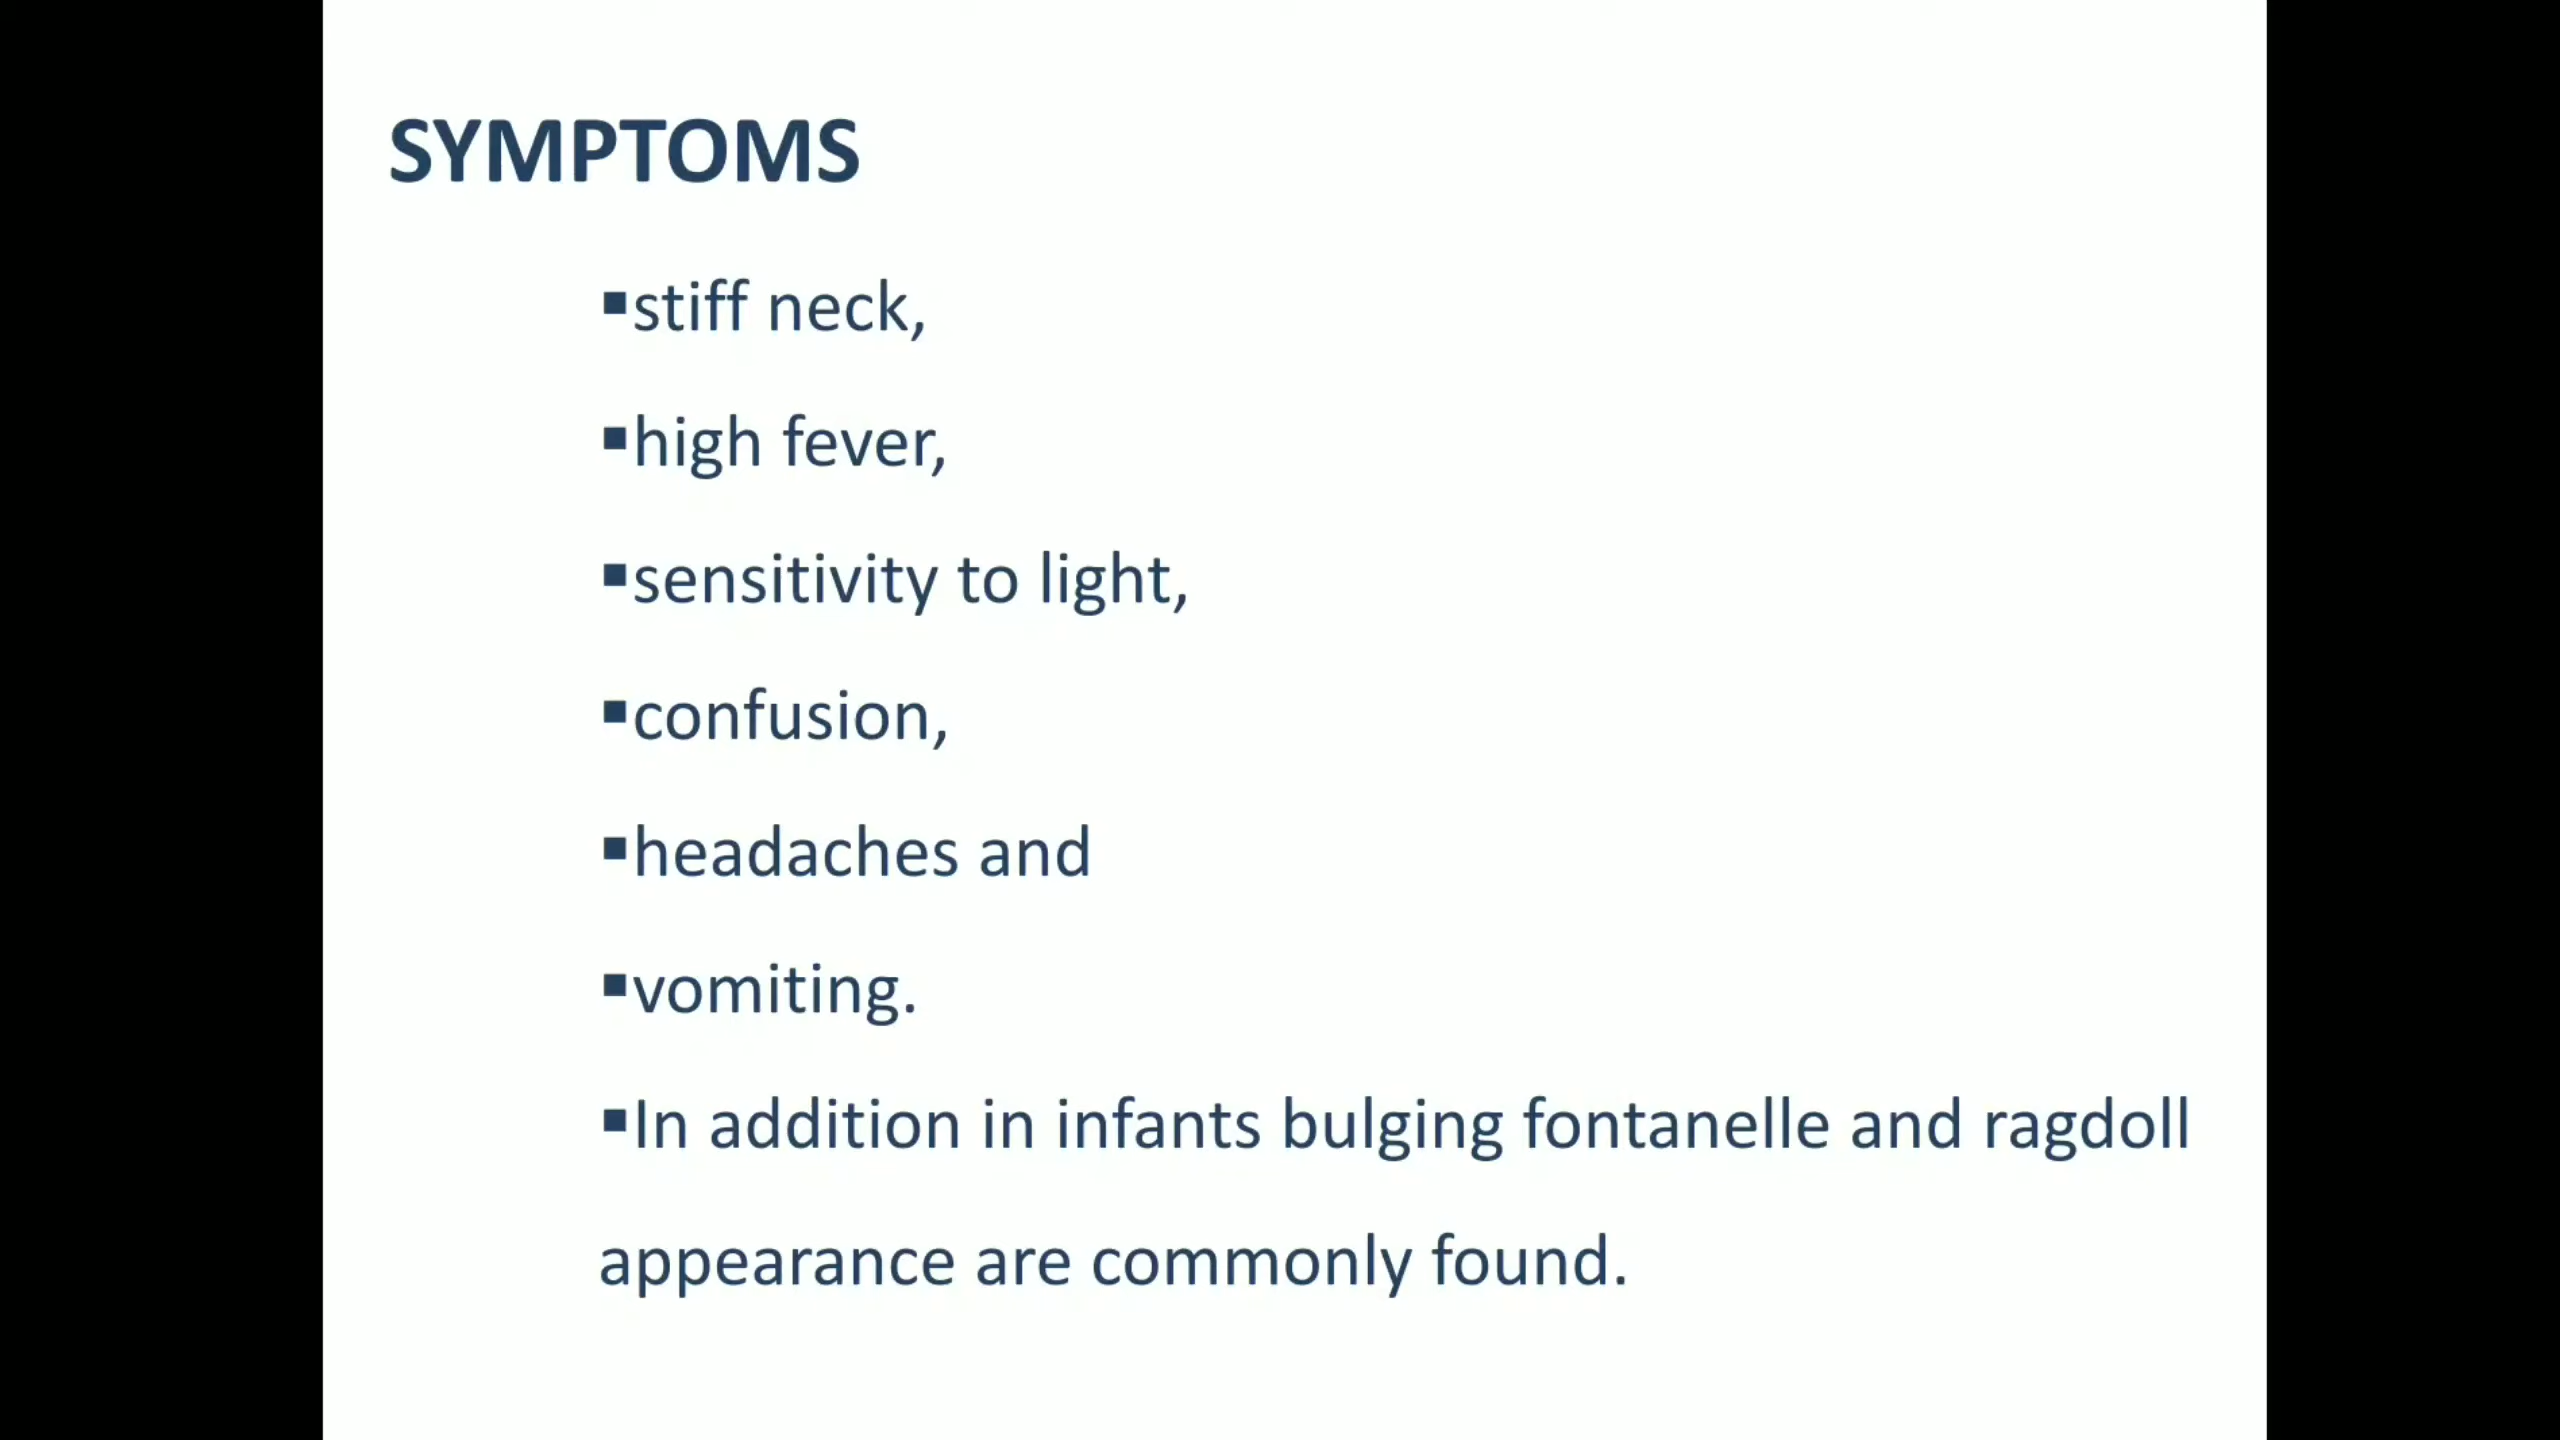 SYMPTOMS
▪stiff neck,
▪high fever,
▪sensitivity to light,
▪confusion,
▪headaches and
▪vomiting.
▪In addition in infants bulging fontanelle and ragdoll
appearance are commonly found.